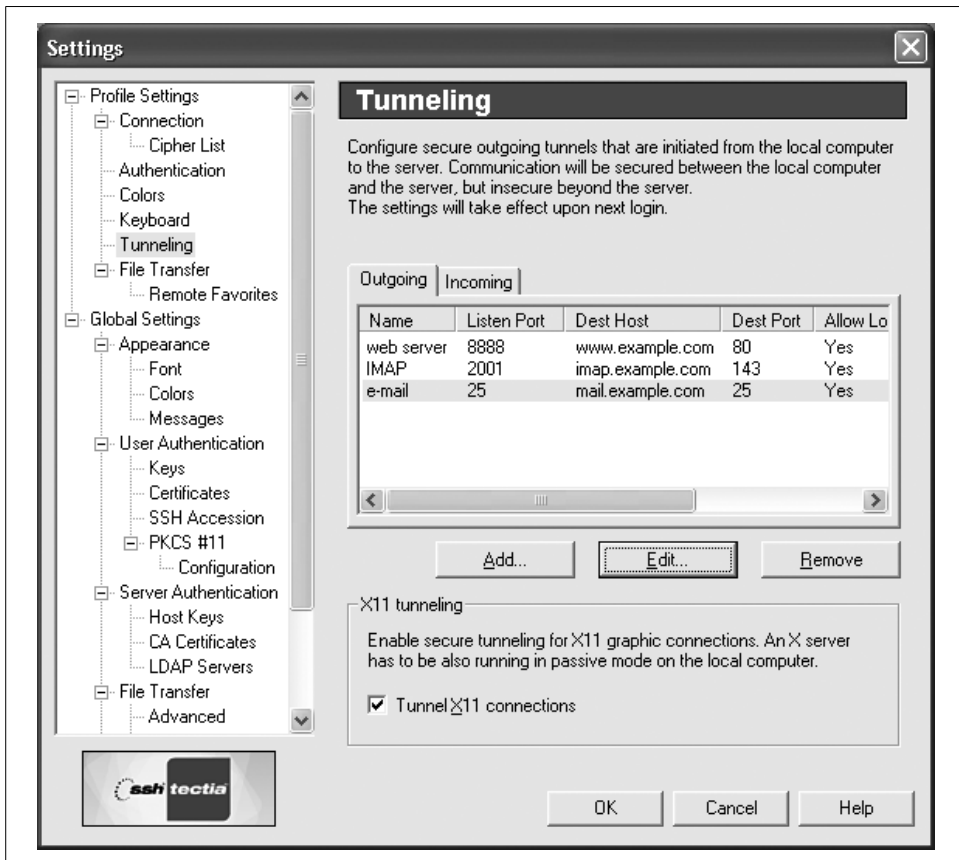 Settings
Profile Settings
Connection
Cipher List
Authentication
Colors
Keyboard
Tunneling
File Transfer
Remote Favorites
Global Settings
Appearance
Font
Colors
Messages
User Authentication
Keys
Certificates
SSH Accession
PKCS #11
Configuration
Server Authentication
Host Keys
CA Certificates
LDAP Servers
File Transfer
Advanced
ssh tectia
Tunneling
Configure secure outgoing tunnels that are initiated from the local computer
to the server. Communication will be secured between the local computer
and the server, but insecure beyond the server.
The settings will take effect upon next login.
Outgoing Incoming
Name Listen Port Dest Host Dest Port Allow Lo
web server 8888 www.example.com 80 Yes
IMAP 2001 imap.example.com 143 Yes
e-mail 25 mail.example.com 25 Yes
Add... Edit... Remove
X11 tunneling
Enable secure tunneling for X11 graphic connections. An X server
has to be also running in passive mode on the local computer.
Tunnel X11 connections
OK Cancel Help